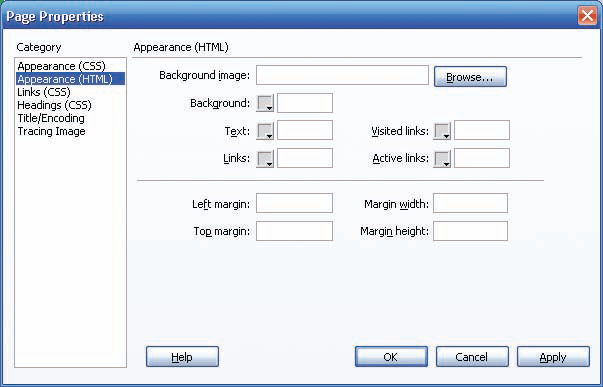 Page Properties
Category
Appearance (CSS)
Appearance (HTML)
Links (CSS)
Headings (CSS)
Title/Encoding
Tracing Image
Appearance (HTML)
Background image:
Browse...
Background:
Text:
Visited links:
Links:
Active links:
Left margin:
Margin width:
Top margin:
Margin height:
Help
OK
Cancel
Apply